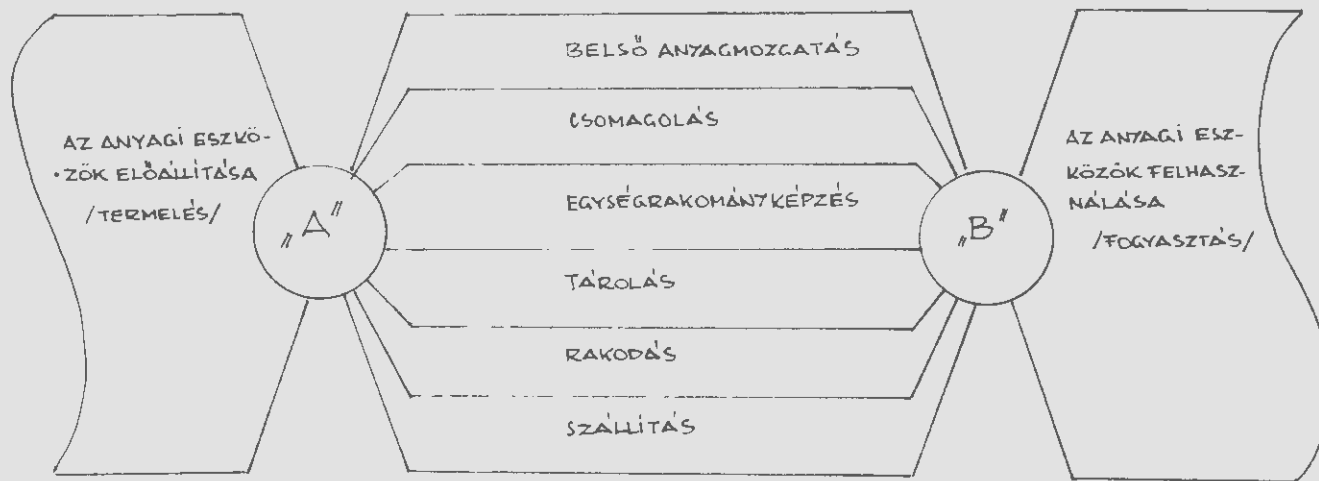 AZ ANYAGI ESZKÖ-
ZÖK ELŐÁLLÍTÁSA
/TERMELÉS/
„A”
BELSŐ ANYAGMOZGATÁS
CSOMAGOLÁS
EGYSÉGRAKOMÁNYKÉPZÉS
TÁROLÁS
RAKODÁS
SZÁLLÍTÁS
„B”
AZ ANYAGI ESZ-
KÖZÖK FELHASZ-
NÁLÁSA
/FOGYASZTÁS/